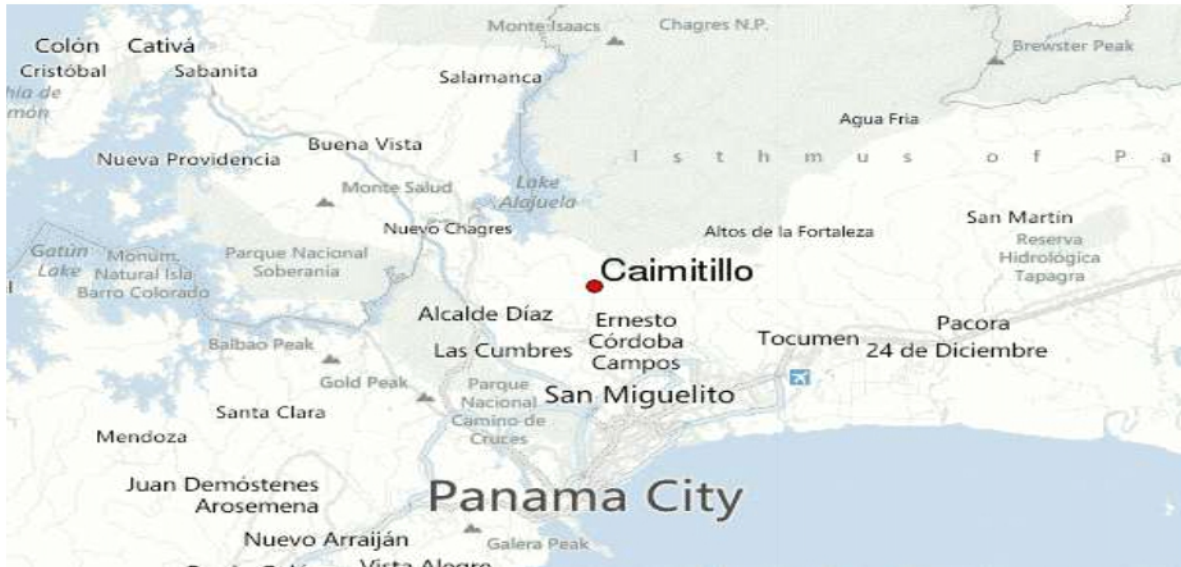 Monte Isaacs
Chagres N.P.
Colón
Cativá
Brewster Peak
Cristóbal
Sabanita
Salamanca
hía de
món
Agua Fria
Buena Vista
Nueva Providencia
Isthmus of Pa
Monte Salud
Lake
Alajuela
San Martín
Nuevo Chagres
Altos de la Fortaleza
Reserva
Hidrológica
Tapagra
Gatún
Lake
Monum.
Natural Isla
Barro Colorado
Parque Nacional
Soberanía
l
Caimitillo
Alcalde Díaz
Ernesto
Córdoba
Campos
Pacora
Tocumen
24 de Diciembre
Balbao Peak
Las Cumbres
Gold Peak
Parque
Nacional
Camino de
Cruces
San Miguelito
Santa Clara
Mendoza
Juan Demóstenes
Arosemena
Panama City
Nuevo Arraiján
Galera Peak
Vista Alegre